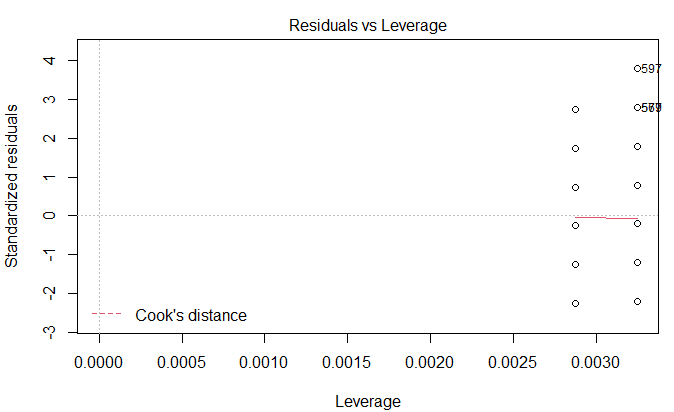 Residuals vs Leverage
Standardized residuals
4
3
2
1
0
-1
-2
-3
597
Cook's distance
0.0000 0.0005 0.0010 0.0015 0.0020 0.0025 0.0030
Leverage